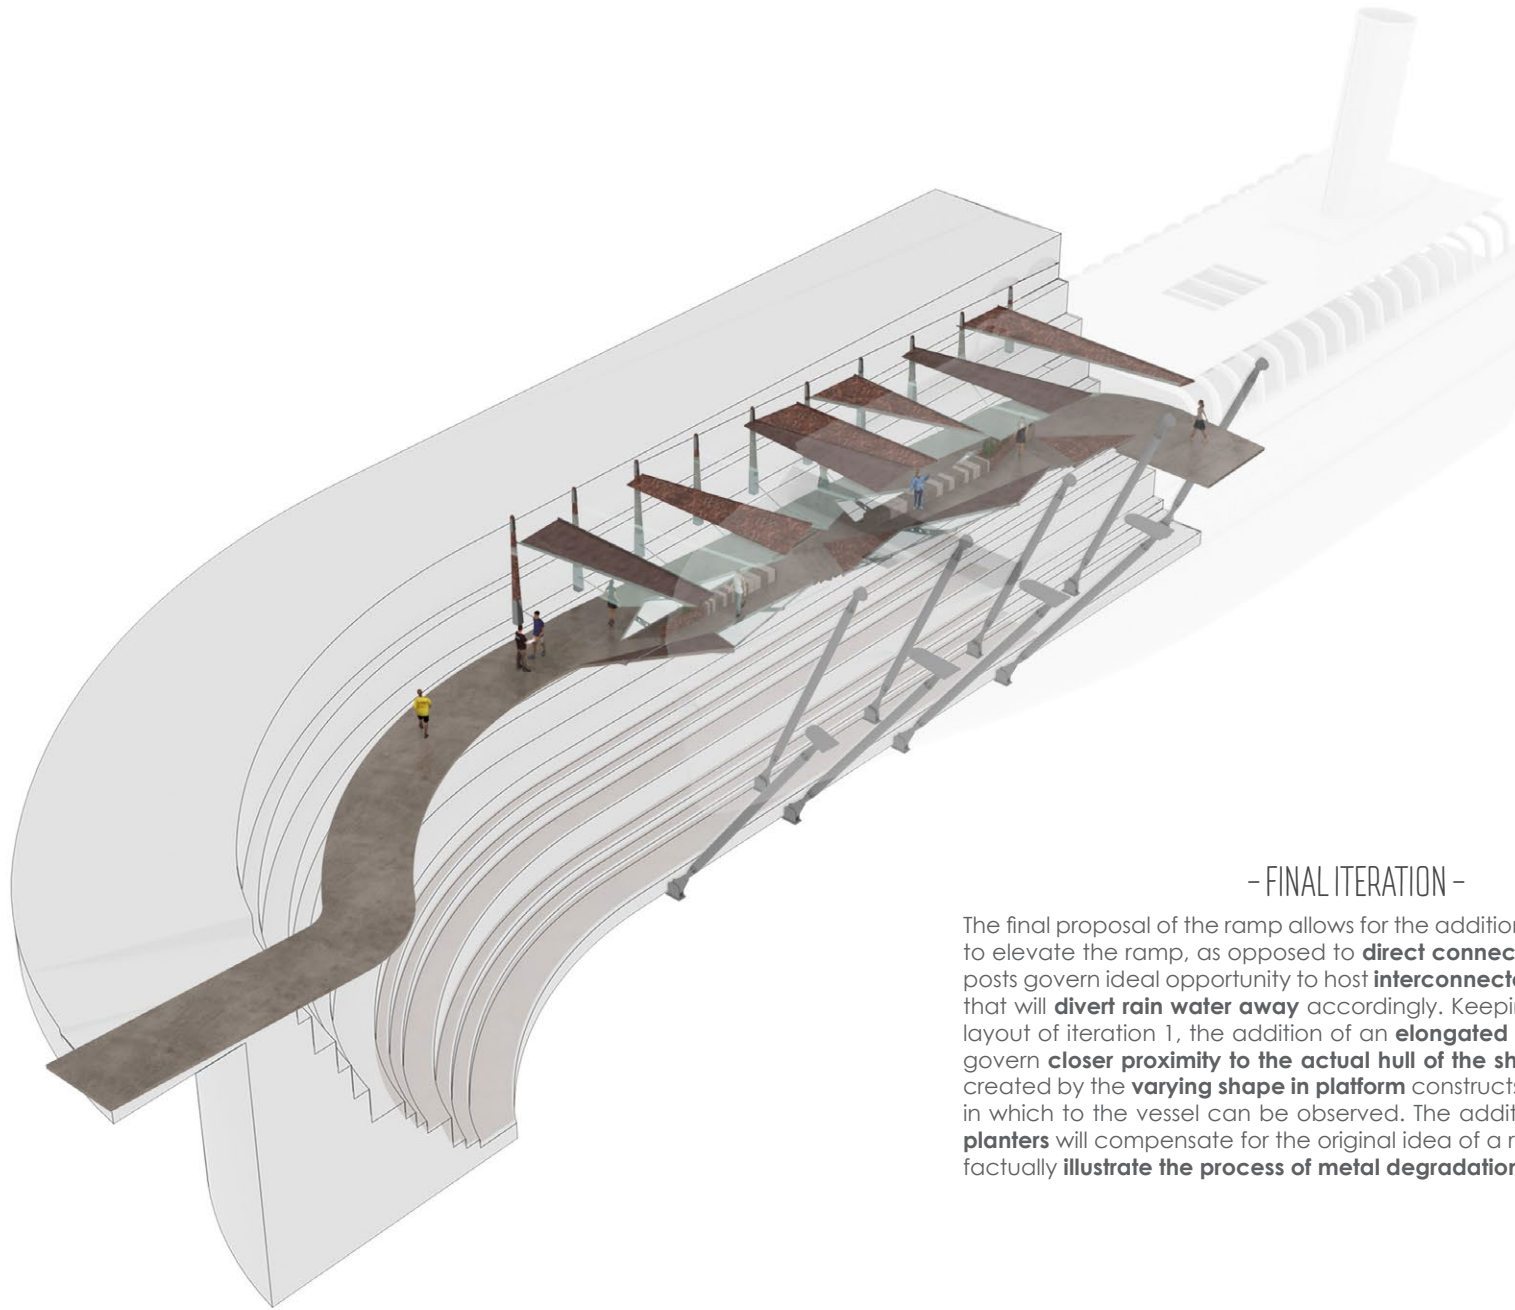 – FINAL ITERATION –
The final proposal of the ramp allows for the addition
to elevate the ramp, as opposed to direct connec
posts govern ideal opportunity to host interconnect
that will divert rain water away accordingly. Keepi
layout of iteration 1, the addition of an elongated
govern closer proximity to the actual hull of the sh
created by the varying shape in platform constructs
in which to the vessel can be observed. The addit
planters will compensate for the original idea of a r
factually illustrate the process of metal degradation